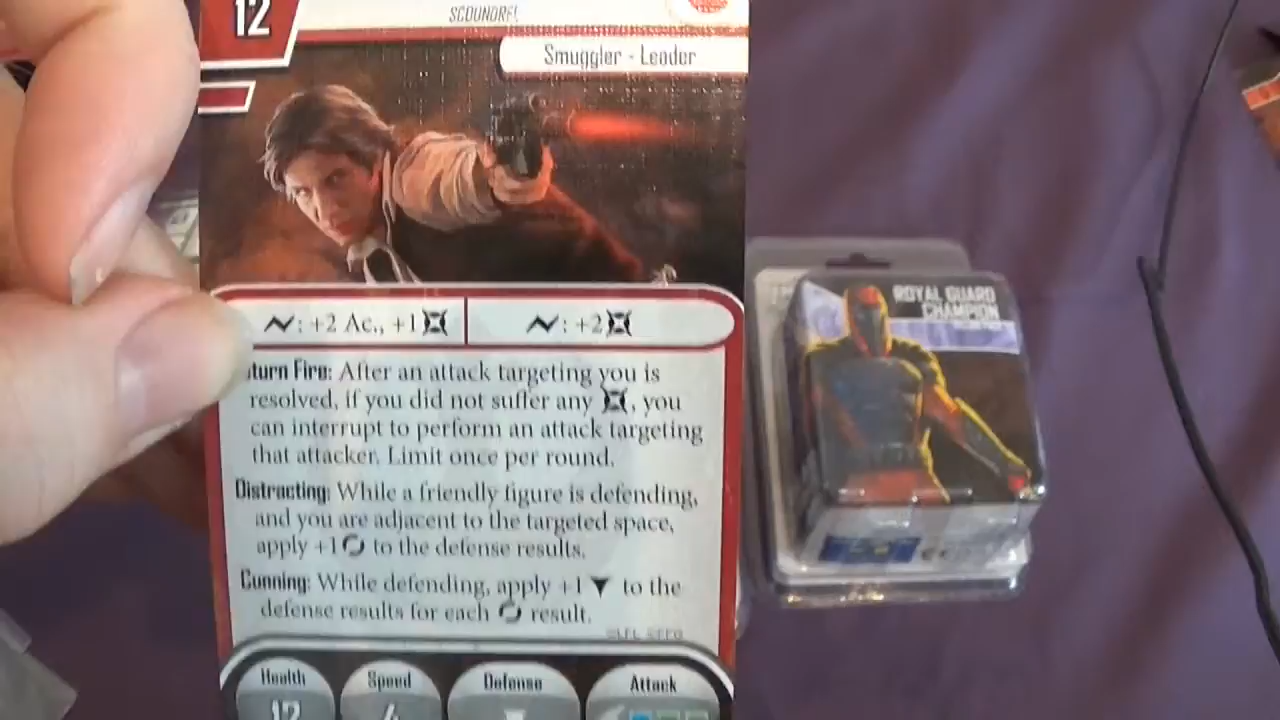 12
SCOUNDREL
Smuggler - Leader
: +2 Ac., +1
: +2
turn Fire: After an attack targeting you is
resolved, if you did not suffer any , you
can interrupt to perform an attack targeting
that attacker. Limit once per round.
Distracting: While a friendly figure is defending,
and you are adjacent to the targeted space,
apply +1 to the defense results.
Cunning: While defending, apply +1 to the
defense results for each result.
Health
Speed
Defense
Attack
12
4
ROYAL GUARD
CHAMPION